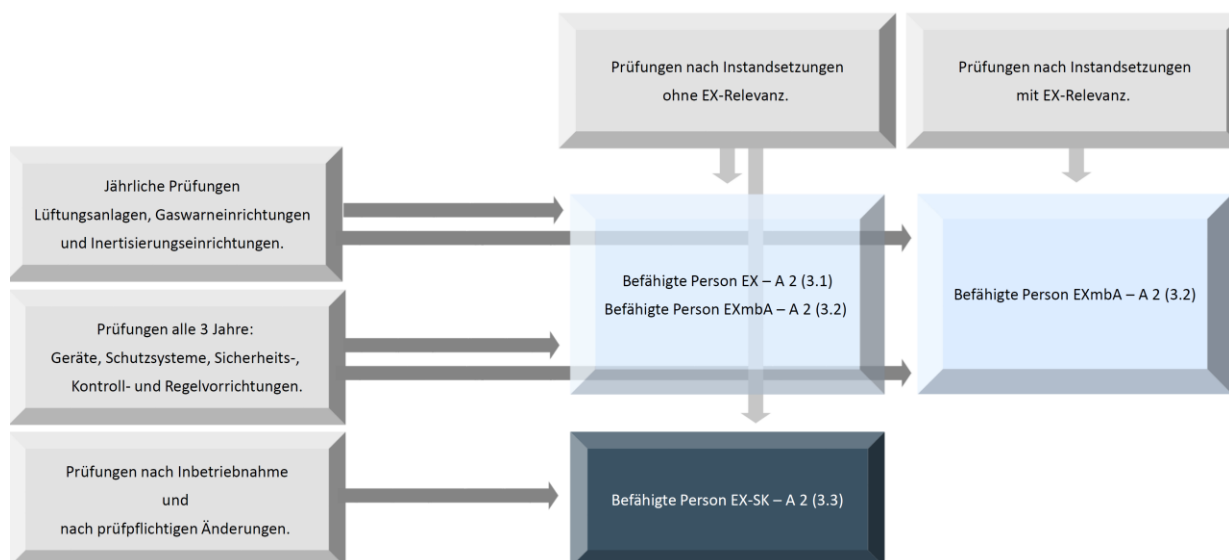 Prüfungen nach Instandsetzungen
ohne EX-Relevanz.
Prüfungen nach Instandsetzungen
mit EX-Relevanz.
Jährliche Prüfungen
Lüftungsanlagen, Gaswarneinrichtungen
und Inertisierungseinrichtungen.
Befähigte Person EX – A 2 (3.1)
Befähigte Person EXmbA – A 2 (3.2)
Befähigte Person EXmbA – A 2 (3.2)
Prüfungen alle 3 Jahre:
Geräte, Schutzsysteme, Sicherheits-,
Kontroll- und Regelvorrichtungen.
Prüfungen nach Inbetriebnahme
und
nach prüfpflichtigen Änderungen.
Befähigte Person EX-SK – A 2 (3.3)